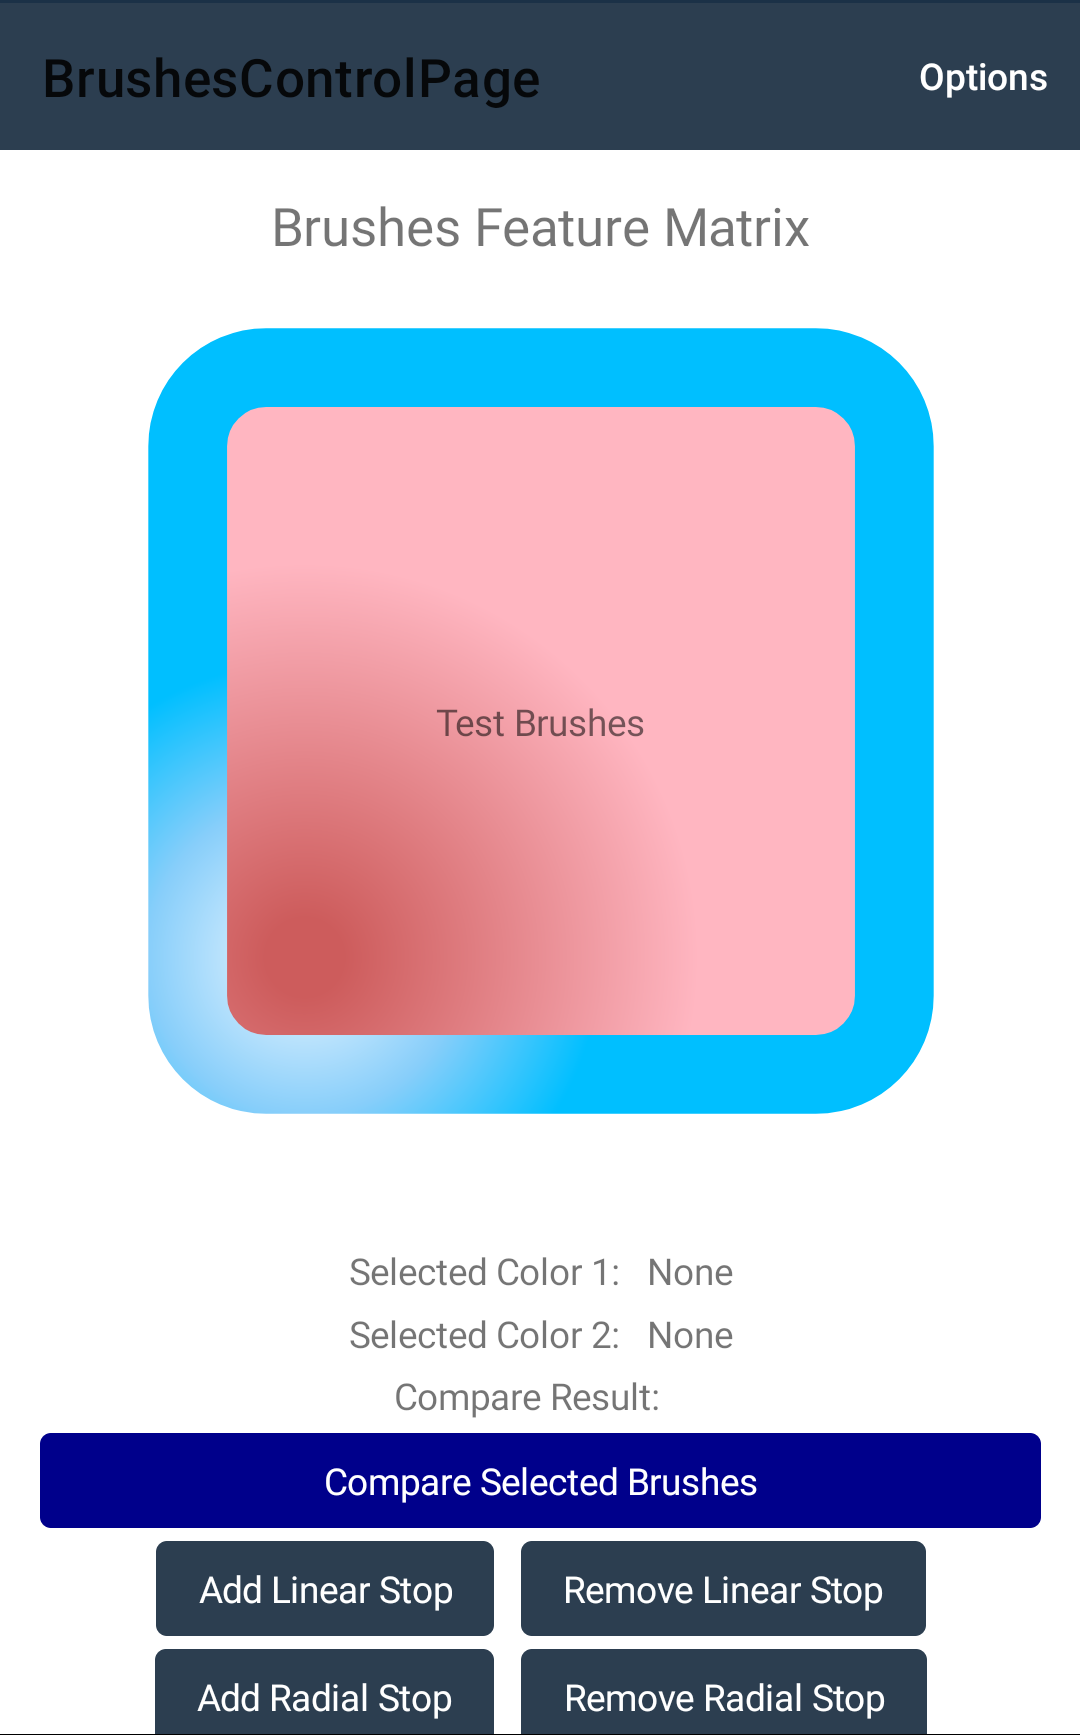 BrushesControlPage Options
Brushes Feature Matrix
Test Brushes
Selected Color 1: None
Selected Color 2: None
Compare Result:
Compare Selected Brushes
Add Linear Stop Remove Linear Stop
Add Radial Stop Remove Radial Stop